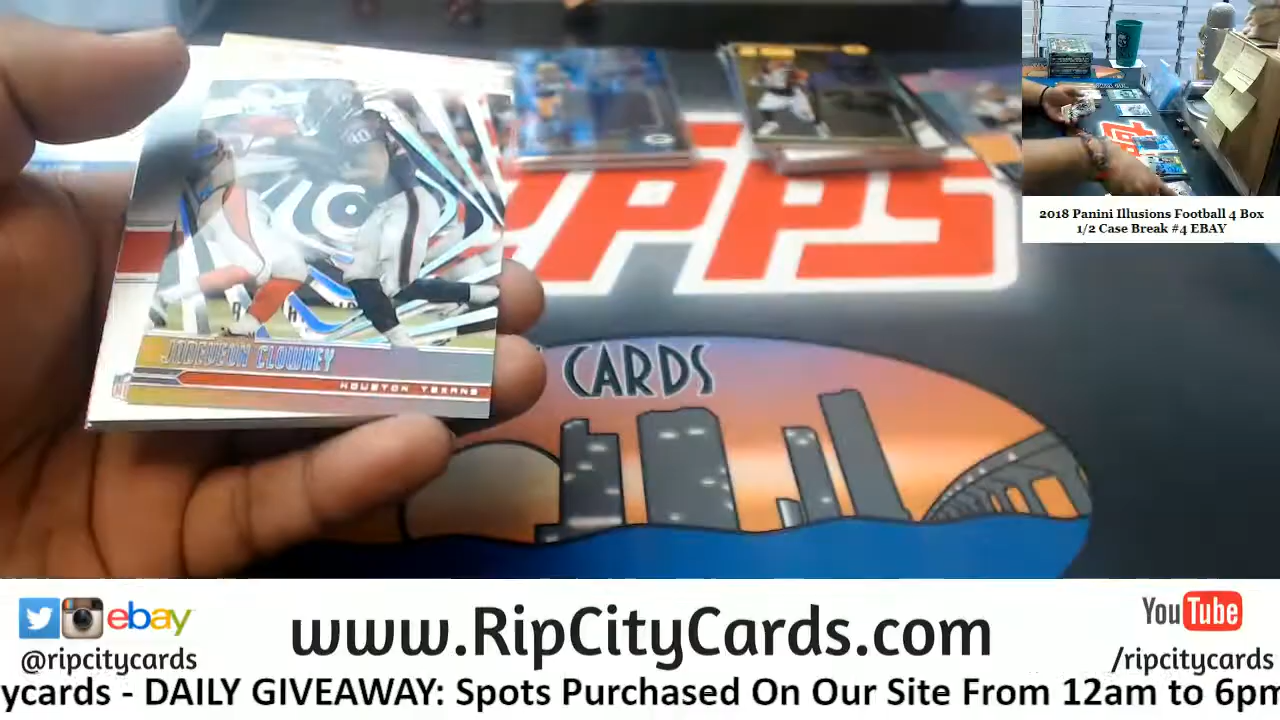 2018 Panini Illusions Football 4 Box
1/2 Case Break #4 EBAY
JADEVEON CLOWNEY
HOUSTON TEXANS
CARDS
ebay
@ripcitycards
www.RipCityCards.com
YouTube
/ripcitycards
ycards - DAILY GIVEAWAY: Spots Purchased On Our Site From 12am to 6pm